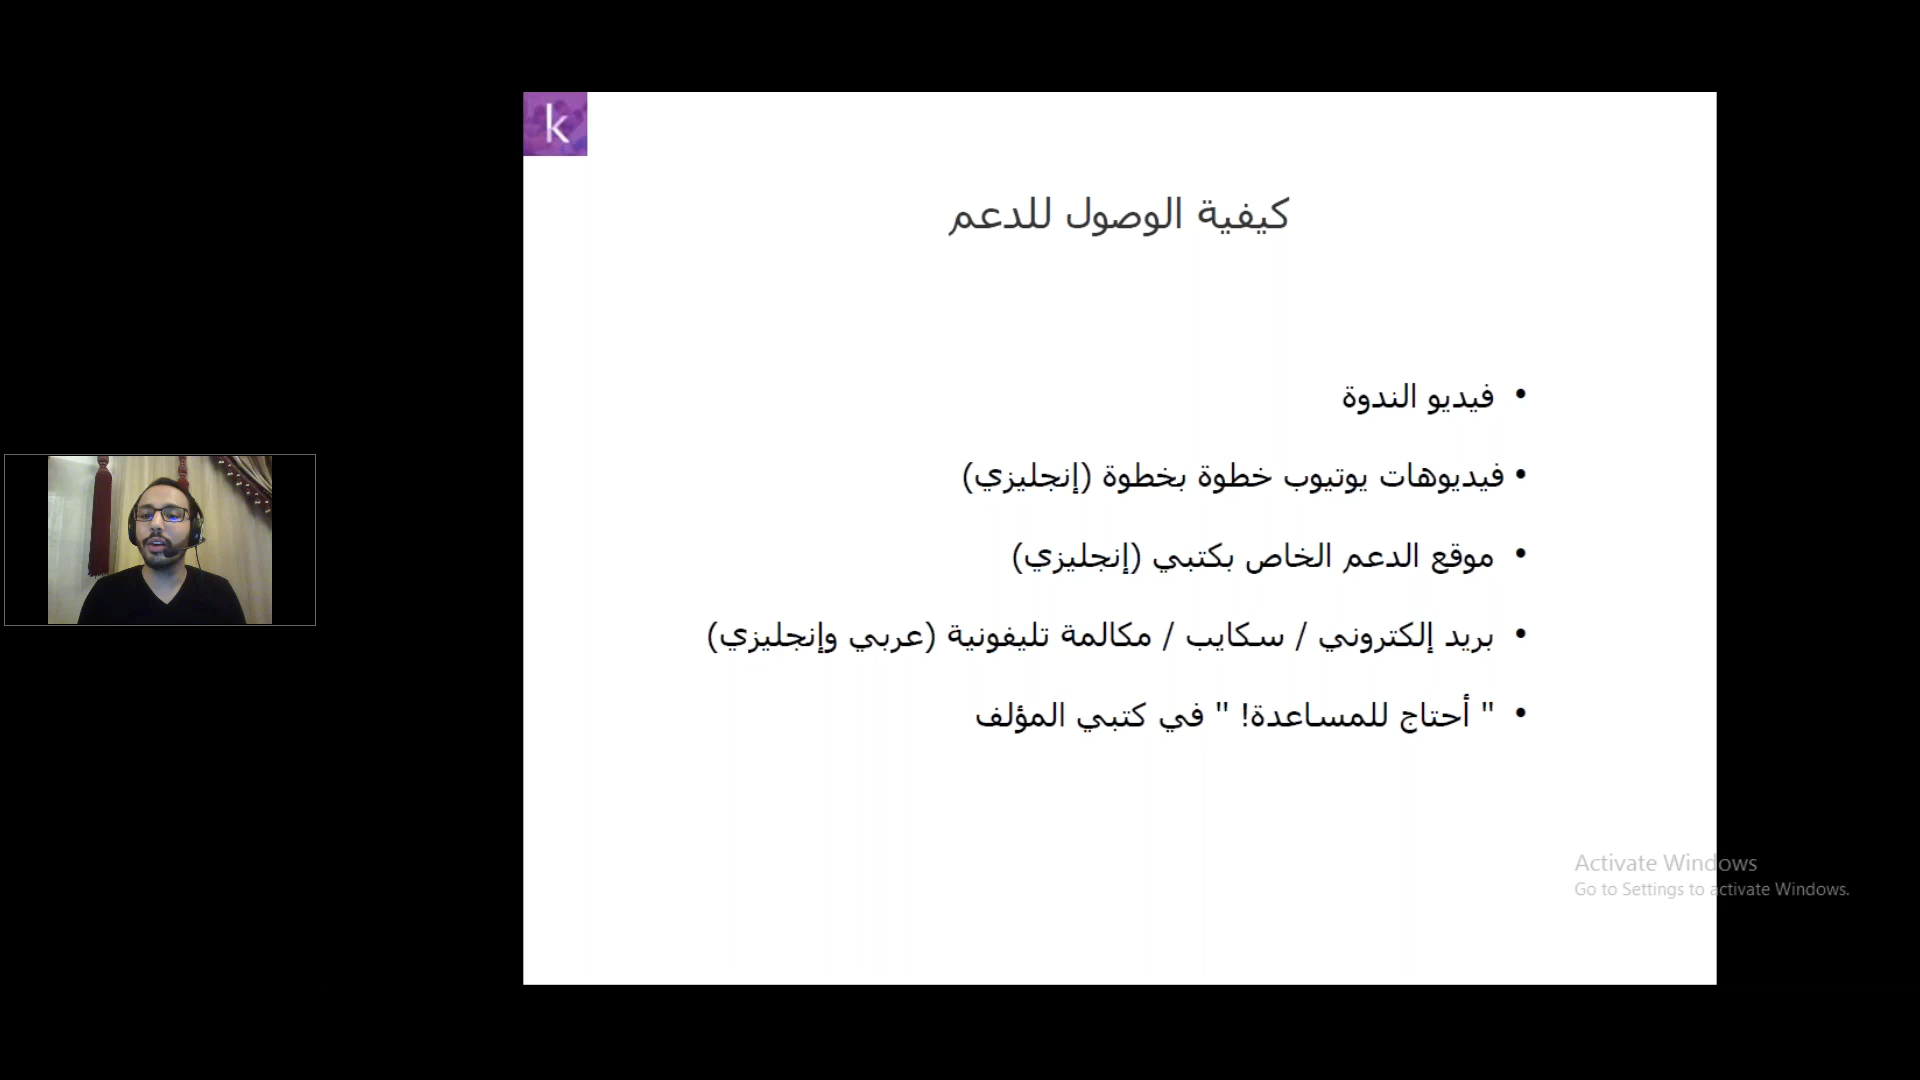 k
كيفية الوصول للدعم
• فيديو الندوة
• فيديوهات يوتيوب خطوة بخطوة (إنجليزي)
• موقع الدعم الخاص بكتبي (إنجليزي)
• بريد إلكتروني / سكايب / مكالمة تليفونية (عربي وإنجليزي)
• " أحتاج للمساعدة! " في كتبي المؤلف
Activate Windows
Go to Settings to activate Windows.